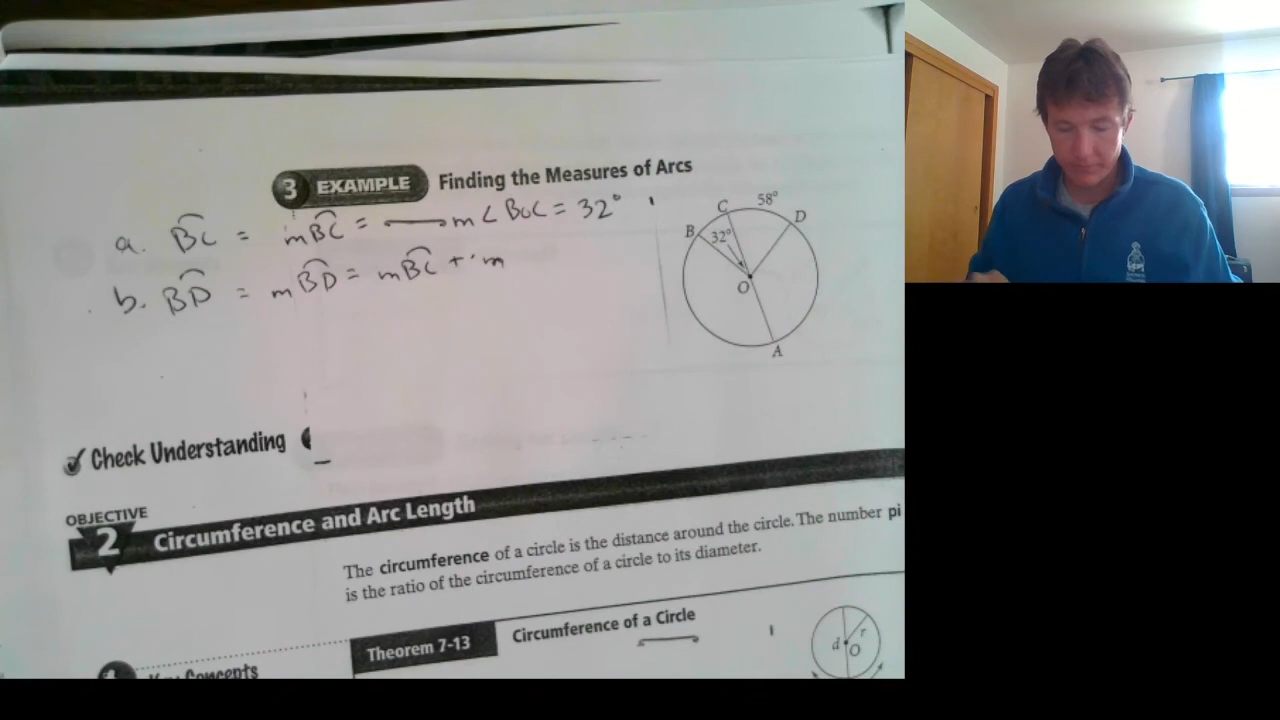 3 EXAMPLE Finding the Measures of Arcs
a. BC = mBC = m∠BOC = 32°
b. BD = mBD = mBC + m
C 58° D
B 32°
O
A
Check Understanding
OBJECTIVE
2 Circumference and Arc Length
The circumference of a circle is the distance around the circle. The number pi
is the ratio of the circumference of a circle to its diameter.
Theorem 7-13 Circumference of a Circle
Key Concepts
d r
O